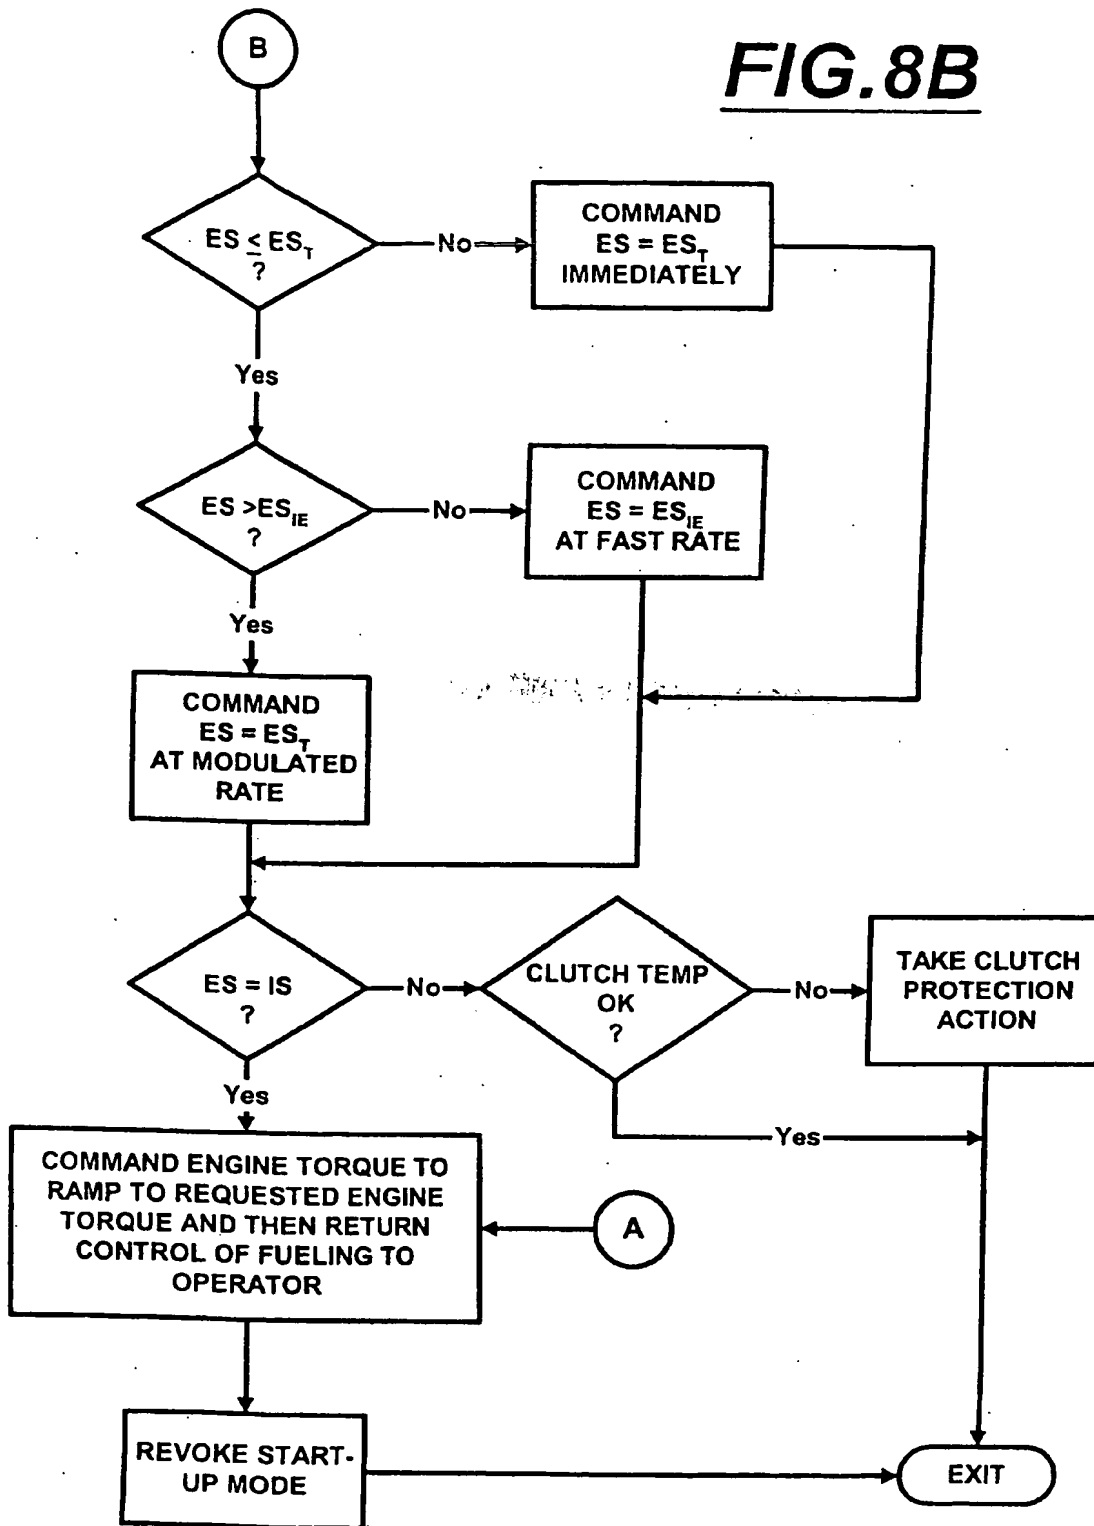 B
FIG.8B
ES ≤ EST
?
No
COMMAND
ES = EST
IMMEDIATELY
Yes
ES >ESIE
?
No
COMMAND
ES = ESIE
AT FAST RATE
Yes
COMMAND
ES = EST
AT MODULATED
RATE
ES = IS
?
No
CLUTCH TEMP
OK
?
No
TAKE CLUTCH
PROTECTION
ACTION
Yes
Yes
COMMAND ENGINE TORQUE TO
RAMP TO REQUESTED ENGINE
TORQUE AND THEN RETURN
CONTROL OF FUELING TO
OPERATOR
A
REVOKE START-
UP MODE
EXIT